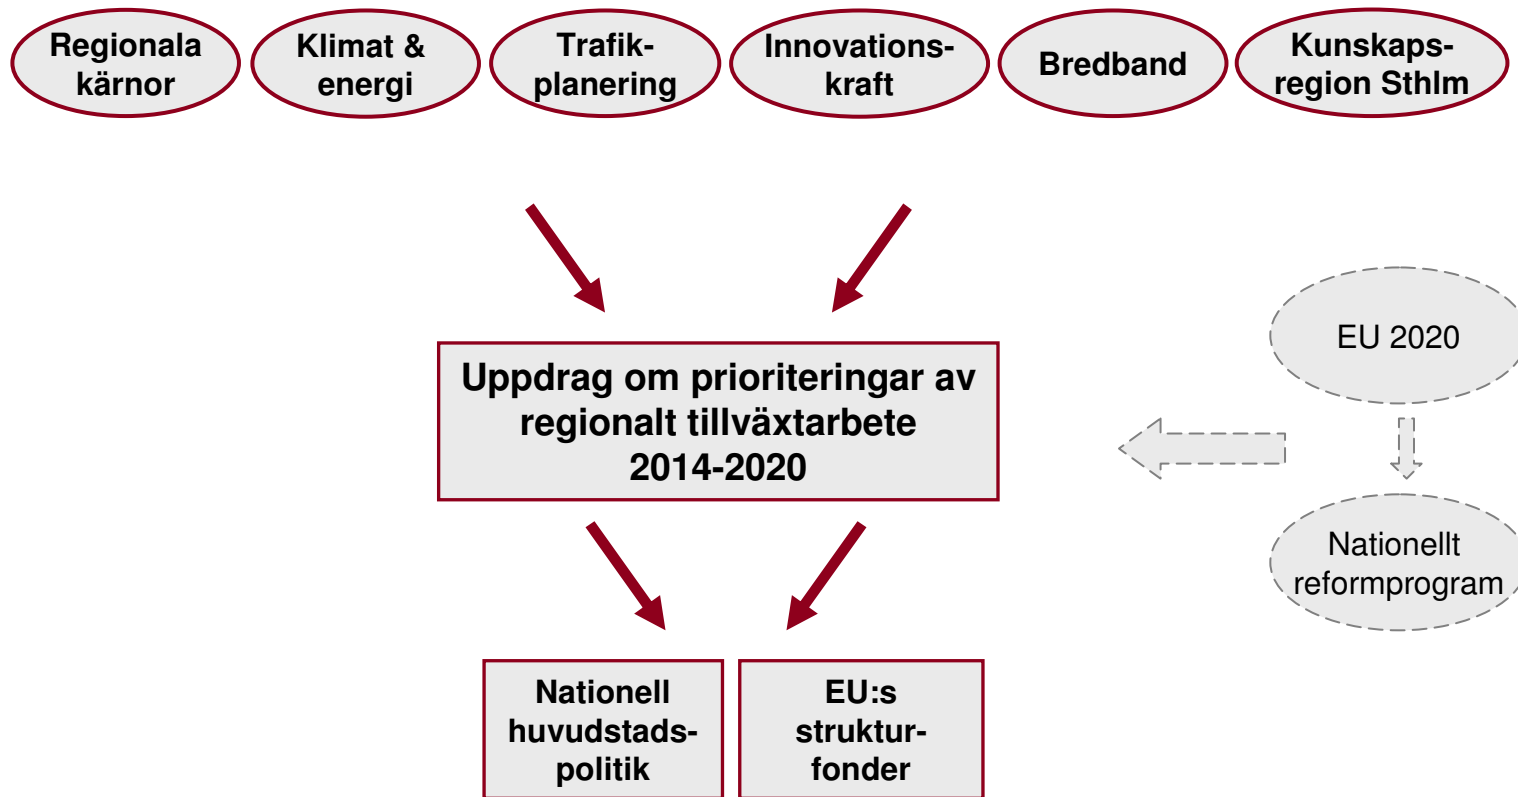 Regionala
kärnor
Klimat &
energi
Trafik-
planering
Innovations-
kraft
Bredband
Kunskaps-
region Sthlm
EU 2020
Uppdrag om prioriteringar av
regionalt tillväxtarbete
2014-2020
Nationellt
reformprogram
Nationell
huvudstads-
politik
EU:s
struktur-
fonder